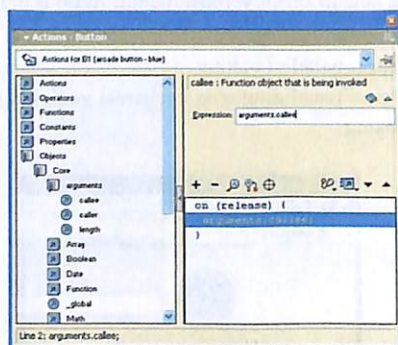 Actions - Button
Actions for B1 (arcade button - blue)
Actions
Operators
Functions
Constants
Properties
Objects
Core
arguments
callee
caller
length
Array
Boolean
Date
Function
_global
Math
callee : Function object that is being invoked
Expression: arguments.callee
on (release) {
arguments.callee;
}
Line 2: arguments.callee;